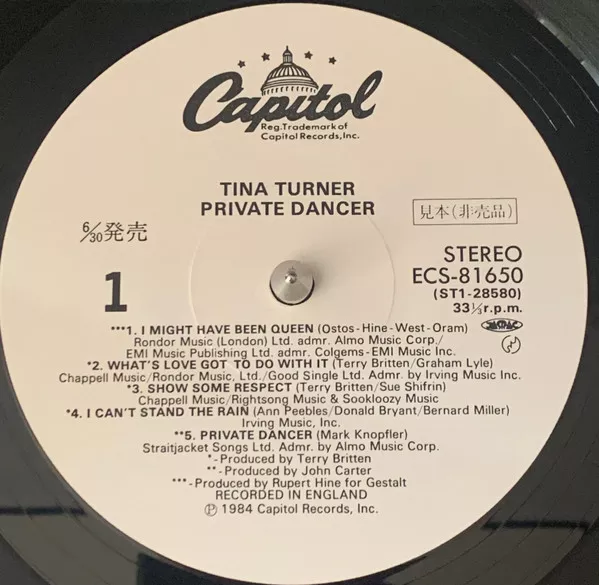 Capitol
Reg.Trademark of
Capitol Records,Inc.
TINA TURNER
PRIVATE DANCER
見本(非売品)
6/30発売
1
STEREO
ECS-81650
(ST1-28580)
33⅓r.p.m.
JASRAC
***1. I MIGHT HAVE BEEN QUEEN (Ostos-Hine-West-Oram)
Rondor Music (London) Ltd. admr. Almo Music Corp./
EMI Music Publishing Ltd. admr. Colgems-EMI Music Inc.
*2. WHAT'S LOVE GOT TO DO WITH IT (Terry Britten/Graham Lyle)
Chappell Music/Rondor Music, Ltd./Good Single Ltd. Admr. by Irving Music Inc.
*3. SHOW SOME RESPECT (Terry Britten/Sue Shifrin)
Chappell Music/Rightsong Music & Sookloozy Music
*4. I CAN'T STAND THE RAIN (Ann Peebles/Donald Bryant/Bernard Miller)
Irving Music, Inc.
**5. PRIVATE DANCER (Mark Knopfler)
Straitjacket Songs Ltd. Admr. by Almo Music Corp.
*-Produced by Terry Britten
**-Produced by John Carter
***-Produced by Rupert Hine for Gestalt
RECORDED IN ENGLAND
Ⓟ 1984 Capitol Records, Inc.